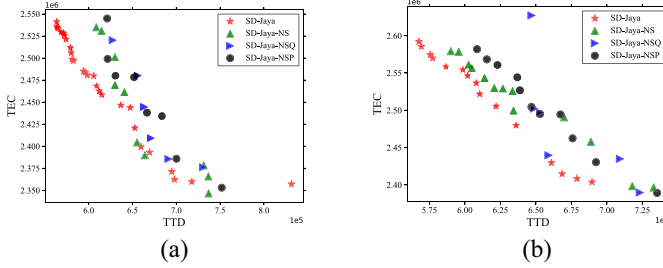 1e6
2.550
2.525
2.500
2.475
2.450
2.425
2.400
2.375
2.350
TEC
6.0
6.5
7.0
7.5
8.0
1e5
TTD
SD-Jaya
SD-Jaya-NS
SD-Jaya-NSQ
SD-Jaya-NSP
(a)
1e6
2.65
2.60
2.55
2.50
2.45
2.40
TEC
5.75
6.00
6.25
6.50
6.75
7.00
7.25
TTD
SD-Jaya
SD-Jaya-NS
SD-Jaya-NSQ
SD-Jaya-NSP
(b)